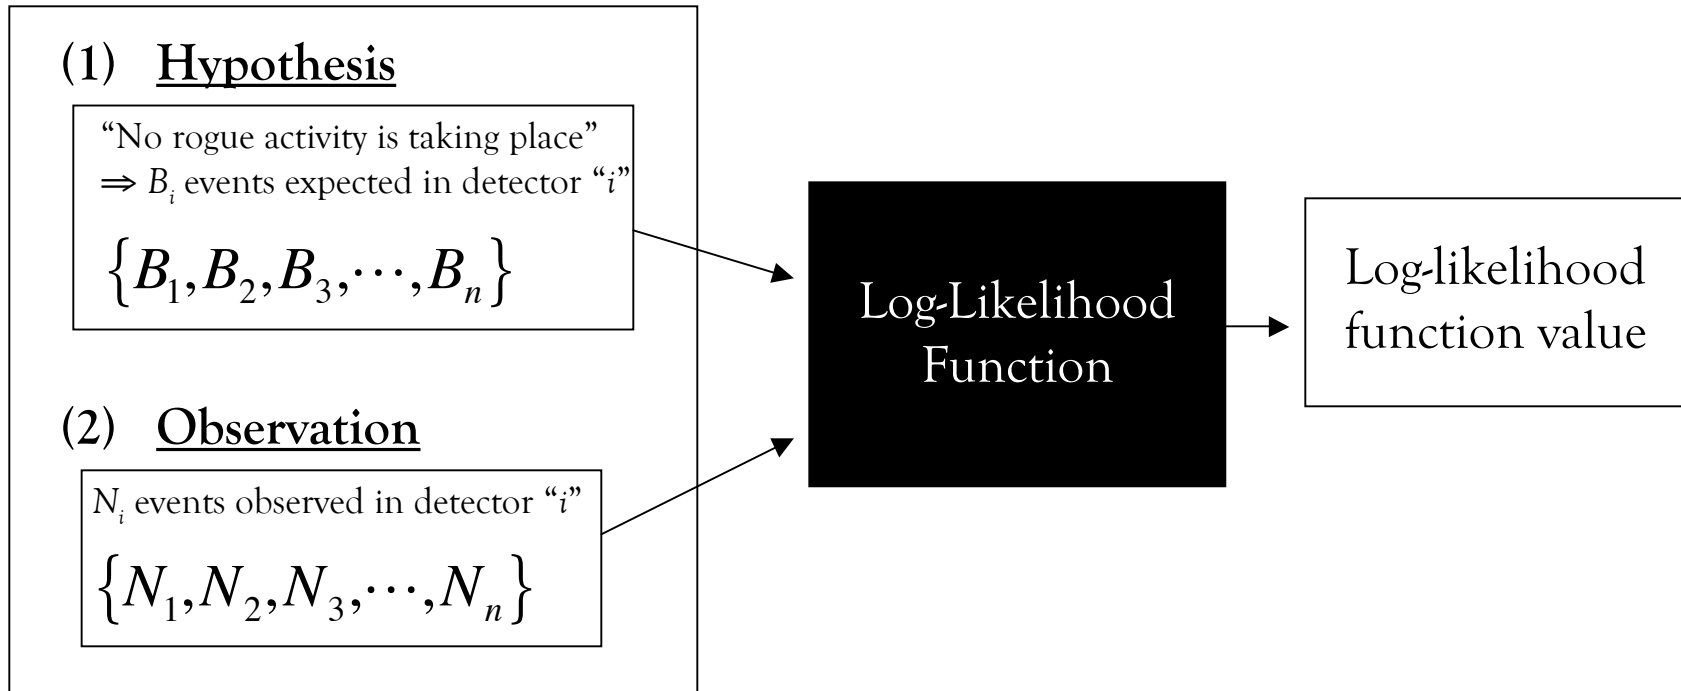 (1) Hypothesis
“No rogue activity is taking place”
⇒ Bᵢ events expected in detector “i”
{B₁,B₂,B₃,⋯,Bₙ}
(2) Observation
Nᵢ events observed in detector “i”
{N₁,N₂,N₃,⋯,Nₙ}
Log-Likelihood
Function
Log-likelihood
function value